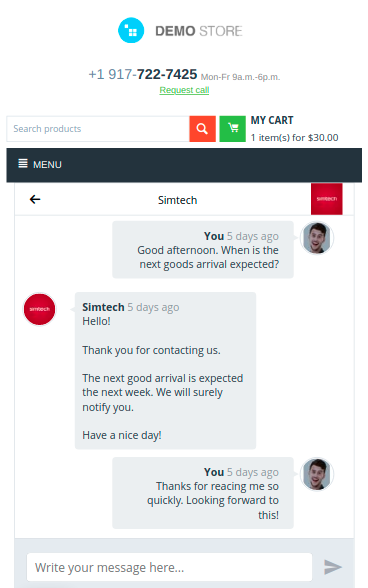 DEMO STORE
+1 917-722-7425 Mon-Fr 9a.m.-6p.m.
Request call
Search products
MY CART
1 item(s) for $30.00
MENU
Simtech
simtech
You 5 days ago
Good afternoon. When is the
next goods arrival expected?
simtech
Simtech 5 days ago
Hello!
Thank you for contacting us.
The next good arrival is expected
the next week. We will surely
notify you.
Have a nice day!
You 5 days ago
Thanks for reacing me so
quickly. Looking forward to
this!
Write your message here...